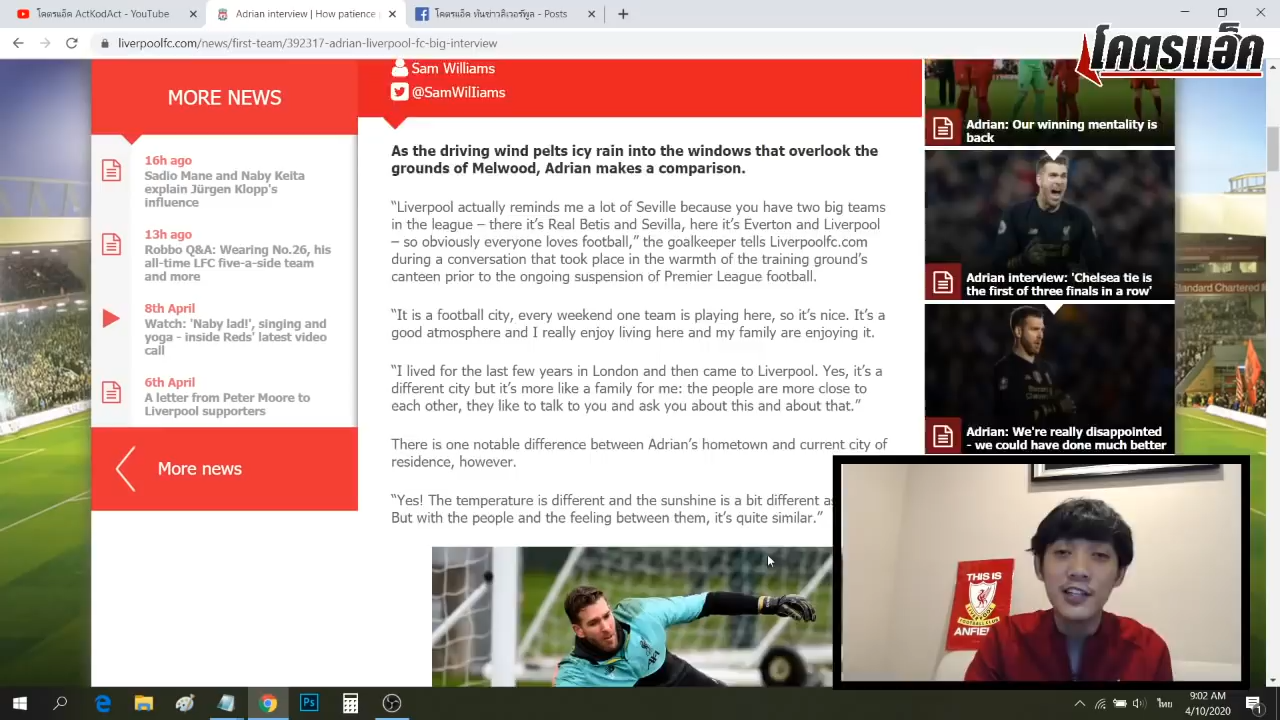 โคตรแอ็ค ActKodAct - YouTube
Adrian interview | How patience
โคตรแอ็ค ทันข่าวลิเวอร์พูล - Posts
liverpoolfc.com/news/first-team/392317-adrian-liverpool-fc-big-interview
โคตรแอ็ค
MORE NEWS
16h ago
Sadio Mane and Naby Keita
explain Jürgen Klopp's
influence
13h ago
Robbo Q&A: Wearing No.26, his
all-time LFC five-a-side team
and more
8th April
Watch: 'Naby lad!', singing and
yoga - inside Reds' latest video
call
6th April
A letter from Peter Moore to
Liverpool supporters
More news
Sam Williams
@SamWilliams
As the driving wind pelts icy rain into the windows that overlook the
grounds of Melwood, Adrian makes a comparison.
“Liverpool actually reminds me a lot of Seville because you have two big teams
in the league – there it’s Real Betis and Sevilla, here it’s Everton and Liverpool
– so obviously everyone loves football,” the goalkeeper tells Liverpoolfc.com
during a conversation that took place in the warmth of the training ground’s
canteen prior to the ongoing suspension of Premier League football.
“It is a football city, every weekend one team is playing here, so it’s nice. It’s a
good atmosphere and I really enjoy living here and my family are enjoying it.
“I lived for the last few years in London and then came to Liverpool. Yes, it’s a
different city but it’s more like a family for me: the people are more close to
each other, they like to talk to you and ask you about this and about that.”
There is one notable difference between Adrian’s hometown and current city of
residence, however.
“Yes! The temperature is different and the sunshine is a bit different as
But with the people and the feeling between them, it’s quite similar.”
Adrian: Our winning mentality is
back
Adrian interview: 'Chelsea tie is
the first of three finals in a row'
Adrian: We're really disappointed
- we could have done much better
Standard Chartered
THIS IS
LIVERPOOL
FOOTBALL CLUB
ANFIE
Ps
ไทย
9:02 AM
4/10/2020
1